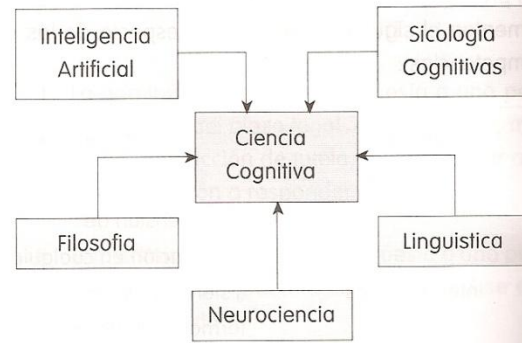 Inteligencia
Artificial
Sicología
Cognitivas
Ciencia
Cognitiva
Filosofia
Linguistica
Neurociencia